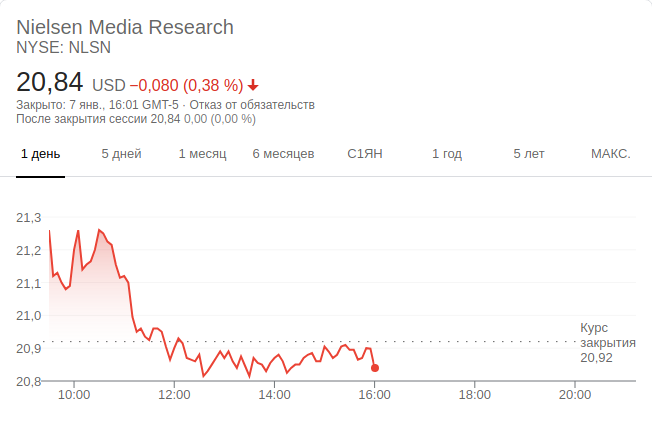 Nielsen Media Research
NYSE: NLSN
20,84 USD −0,080 (0,38 %)
Закрыто: 7 янв., 16:01 GMT-5 · Отказ от обязательств
После закрытия сессии 20,84 0,00 (0,00 %)
1 день 5 дней 1 месяц 6 месяцев С1ЯН 1 год 5 лет МАКС.
21,3
21,2
21,1
21,0
20,9
20,8
Курс
закрытия
20,92
10:00 12:00 14:00 16:00 18:00 20:00